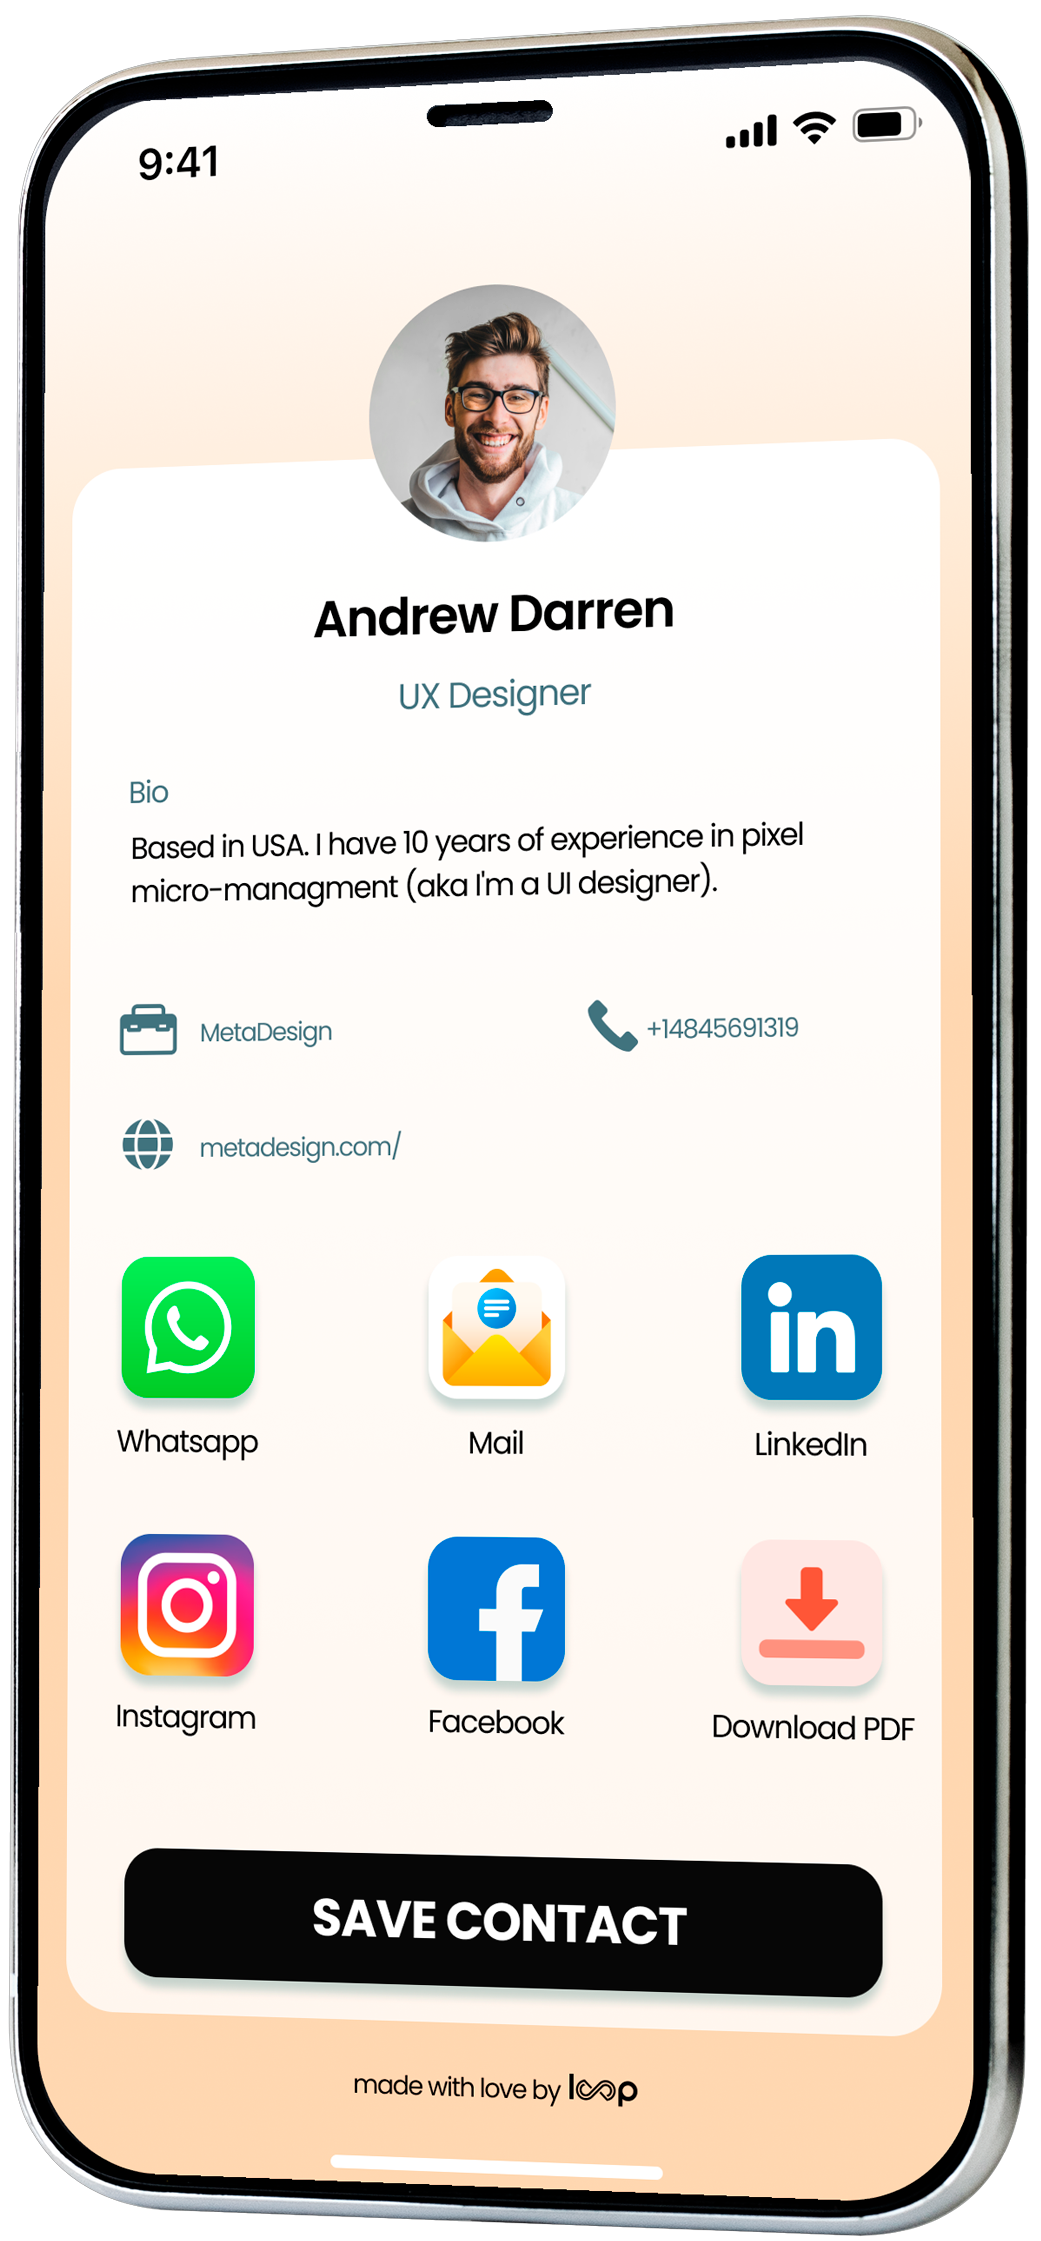 9:41
Andrew Darren
UX Designer
Bio
Based in USA. I have 10 years of experience in pixel
micro-managment (aka I'm a UI designer).
MetaDesign
+14845691319
metadesign.com/
in
Whatsapp
Mail
LinkedIn
f
Instagram
Facebook
Download PDF
SAVE CONTACT
made with love by loop